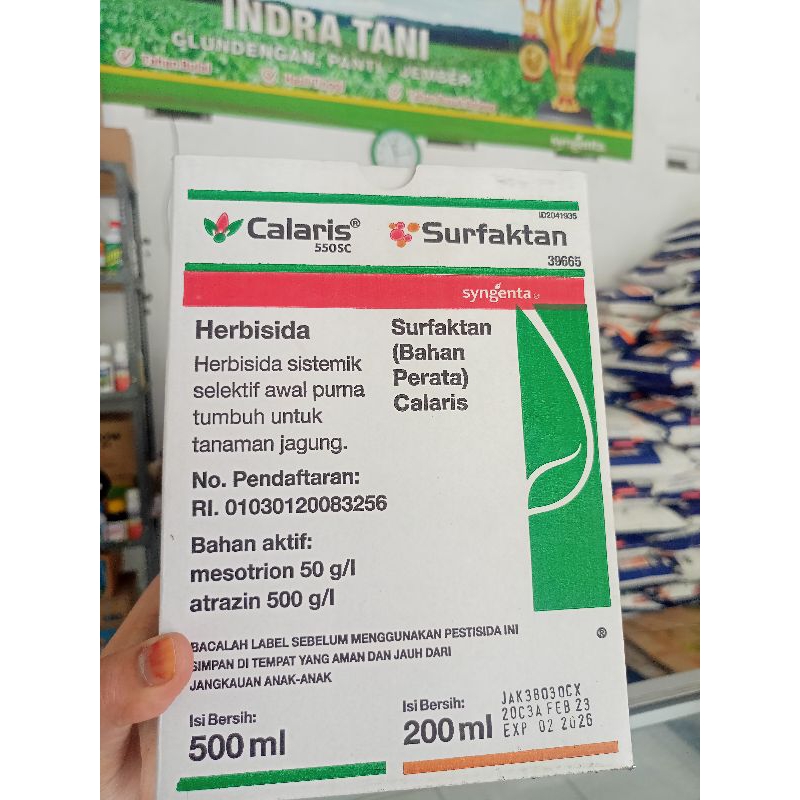 INDRA TANI
GLUNDENGAN, PANTI, JEMBER
syngenta
ID2041935
Calaris® Surfaktan
550SC
39665
syngenta
Herbisida
Herbisida sistemik
selektif awal purna
tumbuh untuk
tanaman jagung.
Surfaktan
(Bahan
Perata)
Calaris
No. Pendaftaran:
RI. 01030120083256
Bahan aktif:
mesotrion 50 g/l
atrazin 500 g/l
BACALAH LABEL SEBELUM MENGGUNAKAN PESTISIDA INI
SIMPAN DI TEMPAT YANG AMAN DAN JAUH DARI
JANGKAUAN ANAK-ANAK
®
Isi Bersih:
500 ml
Isi Bersih:
200 ml
JAK3B030CX
20C3A FEB 23
EXP 02 2026